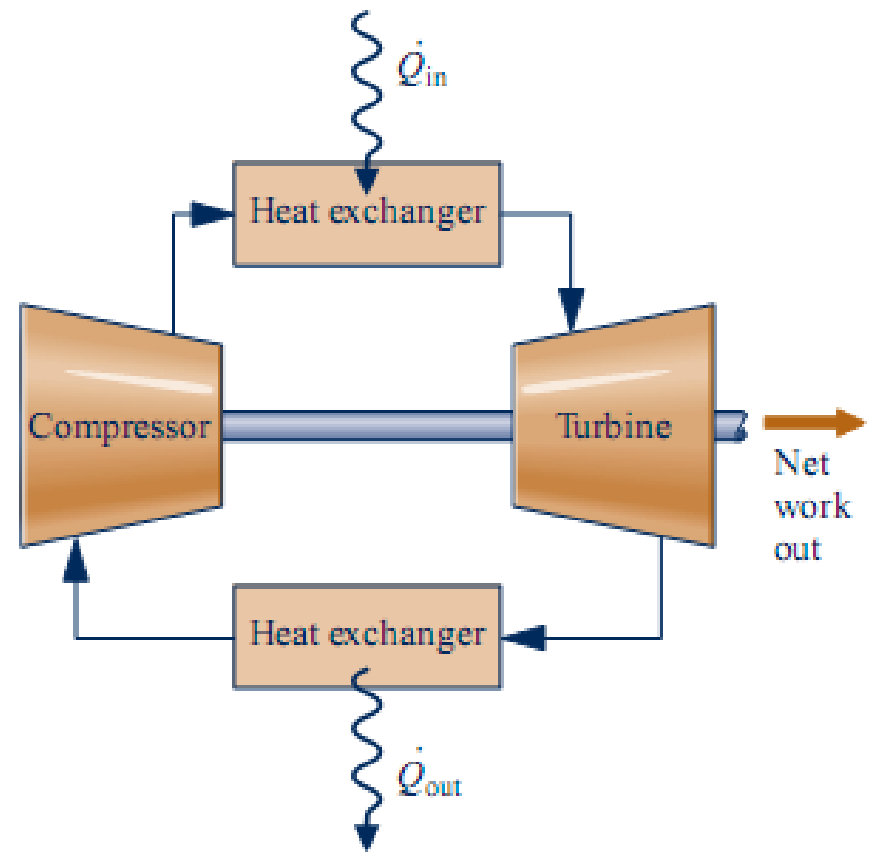 Q̇in
Heat exchanger
Compressor
Turbine
Net
work
out
Heat exchanger
Q̇out